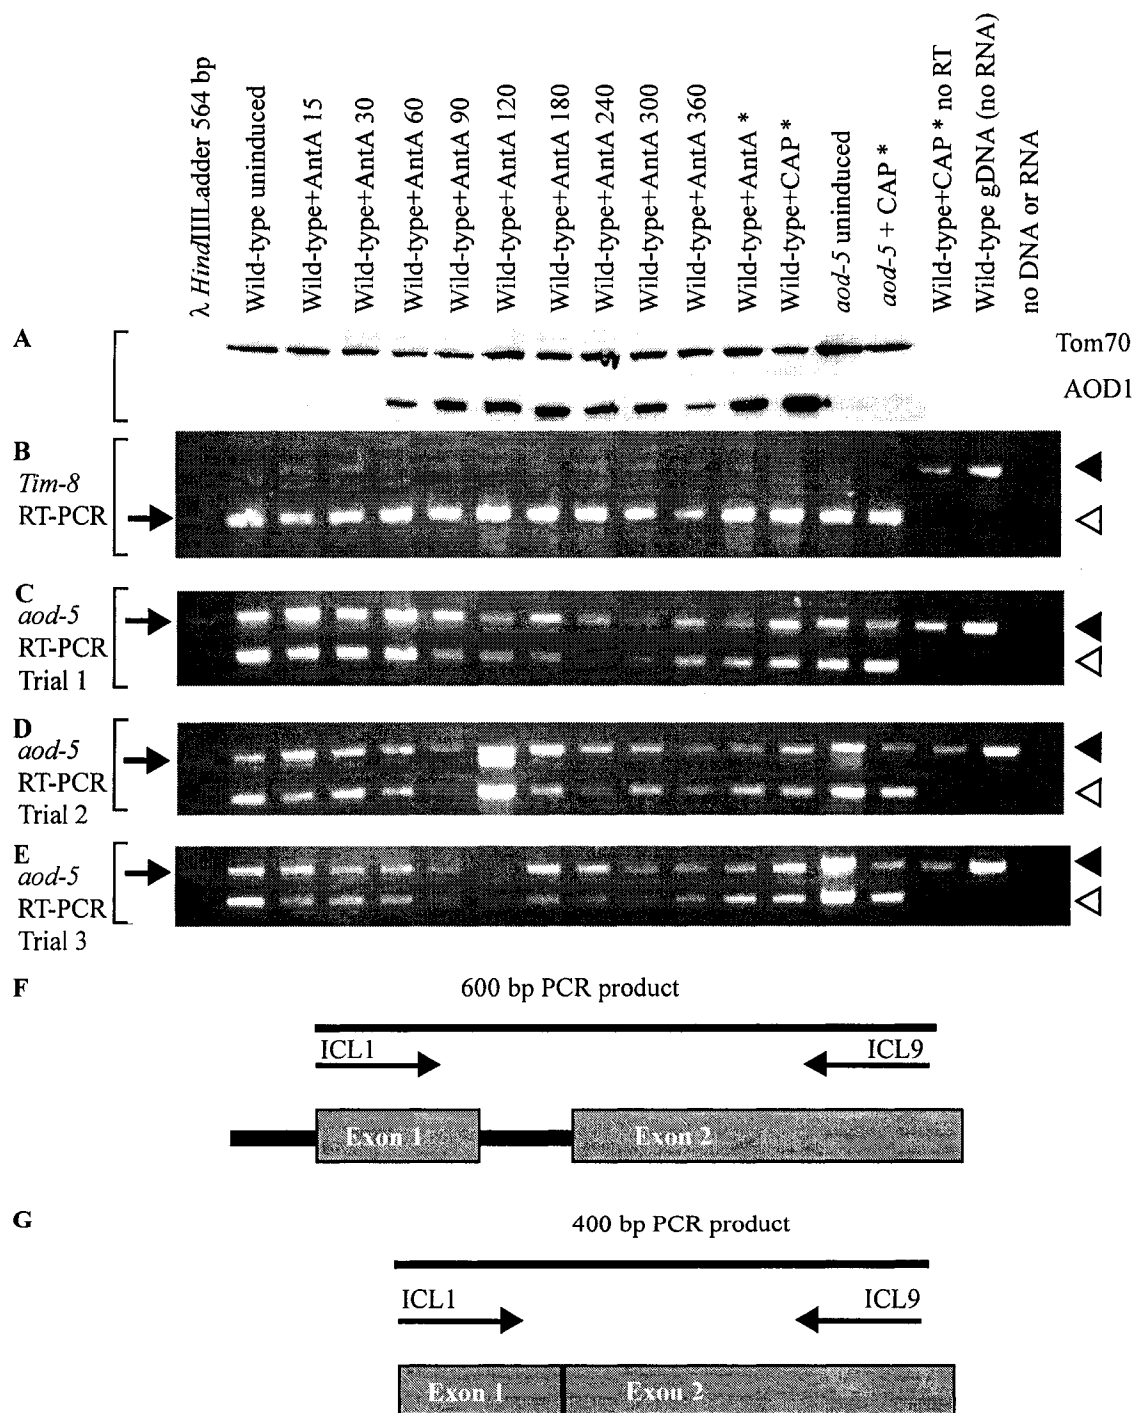 λ HindIIILadder 564 bp
Wild-type uninduced
Wild-type+AntA 15
Wild-type+AntA 30
Wild-type+AntA 60
Wild-type+AntA 90
Wild-type+AntA 120
Wild-type+AntA 180
Wild-type+AntA 240
Wild-type+AntA 300
Wild-type+AntA 360
Wild-type+AntA *
Wild-type+CAP *
aod-5 uninduced
aod-5 + CAP *
Wild-type+CAP * no RT
Wild-type gDNA (no RNA)
no DNA or RNA
A
Tom70
AOD1
B
Tim-8
RT-PCR
C
aod-5
RT-PCR
Trial 1
D
aod-5
RT-PCR
Trial 2
E
aod-5
RT-PCR
Trial 3
F
600 bp PCR product
ICL1
ICL9
Exon 1
Exon 2
G
400 bp PCR product
ICL1
ICL9
Exon 1
Exon 2